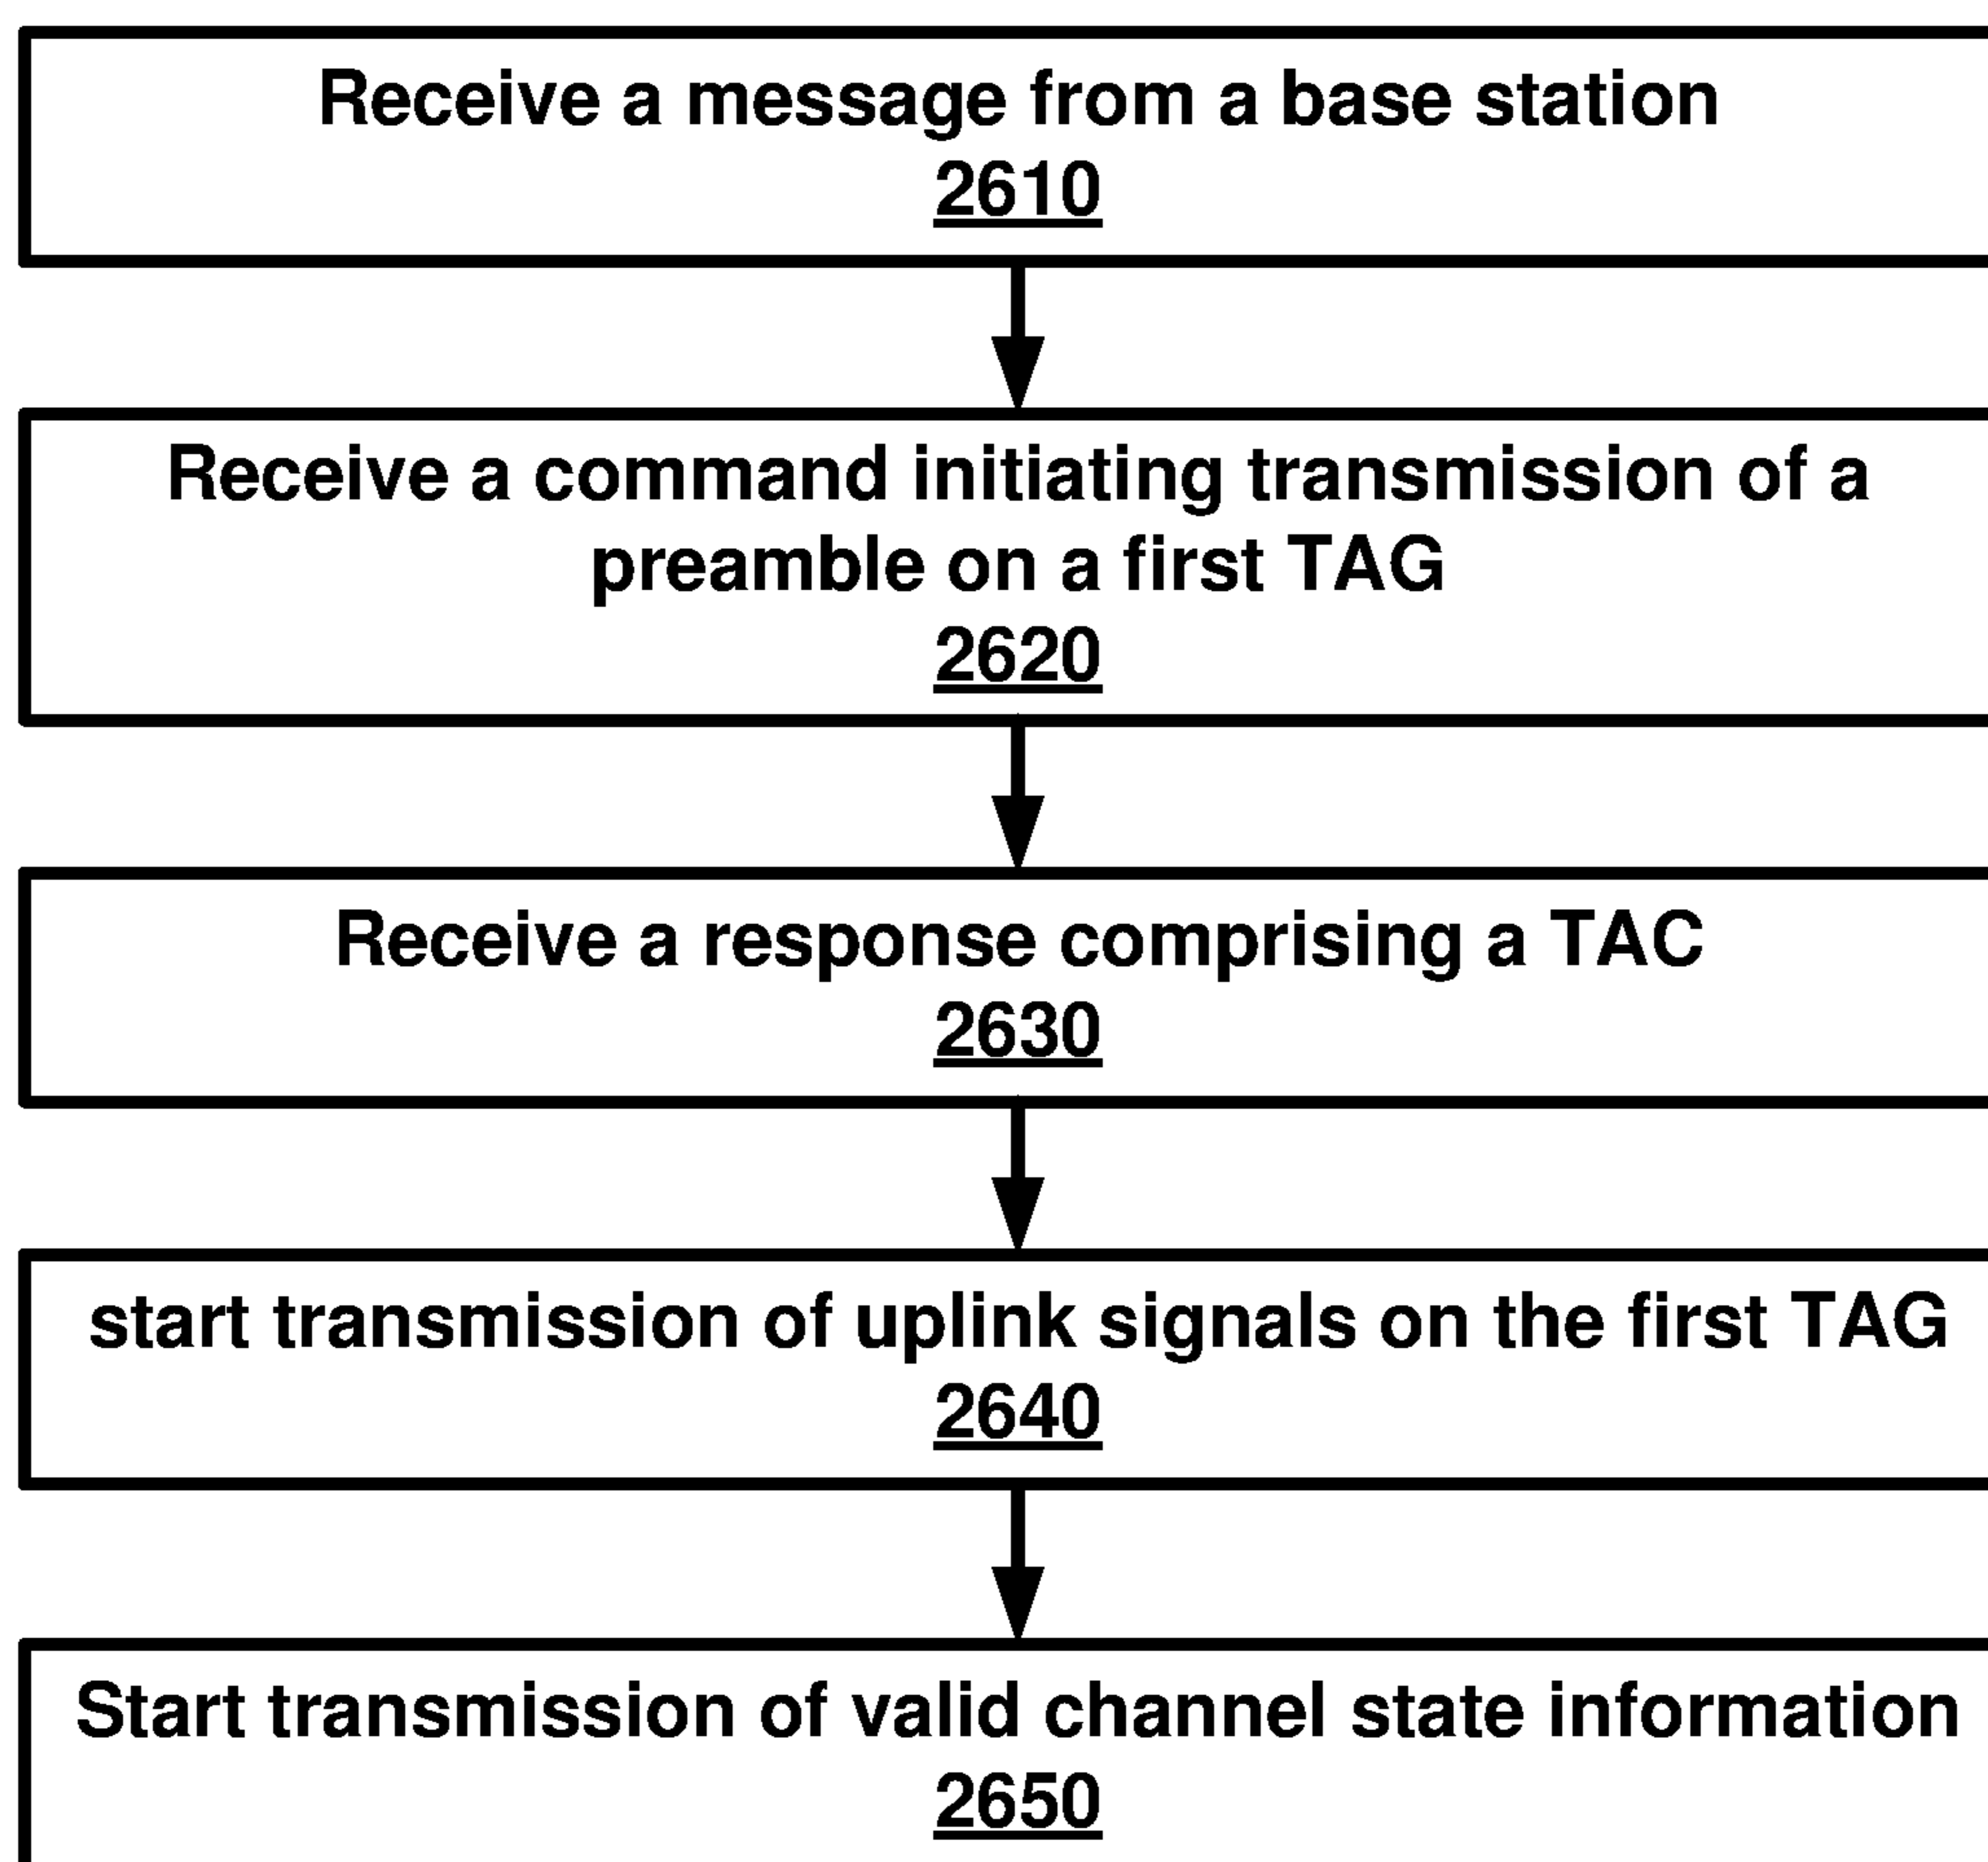 Receive a message from a base station
2610
Receive a command initiating transmission of a
preamble on a first TAG
2620
Receive a response comprising a TAC
2630
start transmission of uplink signals on the first TAG
2640
Start transmission of valid channel state information
2650